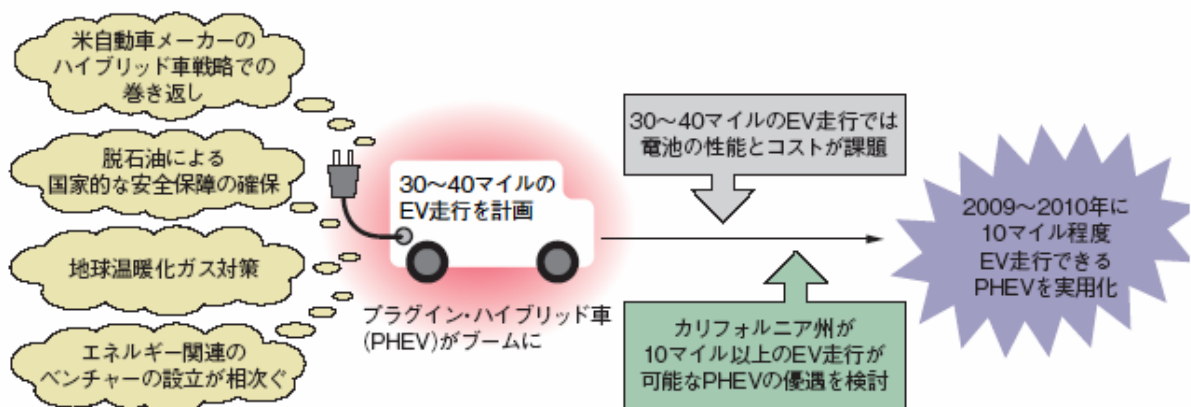 米自動車メーカーの
ハイブリッド車戦略での
巻き返し
脱石油による
国家的な安全保障の確保
地球温暖化ガス対策
エネルギー関連の
ベンチャーの設立が相次ぐ
30〜40マイルの
EV走行を計画
プラグイン・ハイブリッド車
(PHEV)がブームに
30〜40マイルのEV走行では
電池の性能とコストが課題
カリフォルニア州が
10マイル以上のEV走行が
可能なPHEVの優遇を検討
2009〜2010年に
10マイル程度
EV走行できる
PHEVを実用化